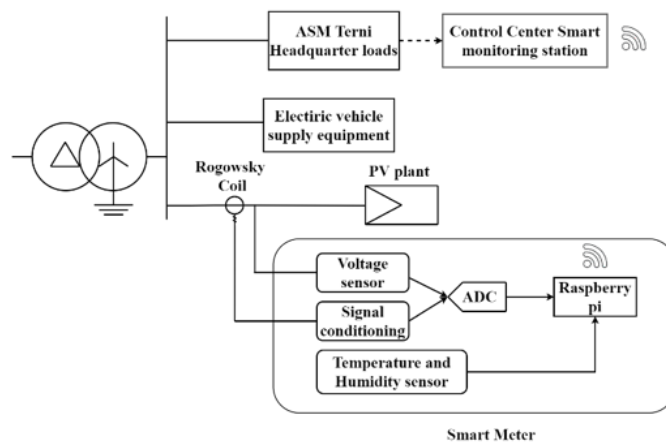 ASM Terni
Headquarter loads
Control Center Smart
monitoring station
Electiric vehicle
supply equipment
Rogowsky
Coil
PV plant
Voltage
sensor
Signal
conditioning
ADC
Raspberry
pi
Temperature and
Humidity sensor
Smart Meter